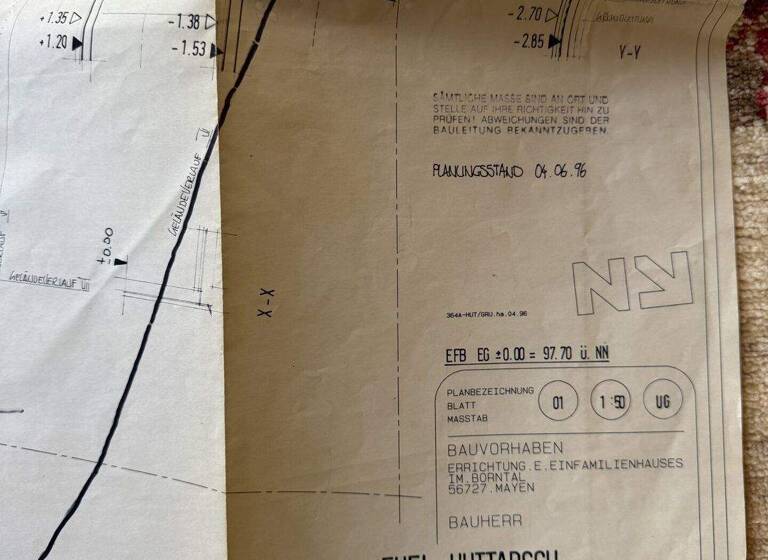 +1.35
+1.20
-1.38
-1.53
-2.70
-2.85
Y-Y
SÄMTLICHE MASSE SIND AN ORT UND
STELLE AUF IHRE RICHTIGKEIT HIN ZU
PRÜFEN! ABWEICHUNGEN SIND DER
BAULEITUNG BEKANNTZUGEBEN.
PLANUNGSSTAND 04.06.96
GELÄNDEVERLAUF VI
±0.00
GELÄNDEVERLAUF VII
X-X
364A-HUT/GRU.ha.04.96
EFB EG ±0.00 = 97.70 ü. NN
PLANBEZEICHNUNG
BLATT
MASSTAB
01
1:50
UG
BAUVORHABEN
ERRICHTUNG.E.EINFAMILIENHAUSES
IM.BORNTAL
56727.MAYEN
BAUHERR